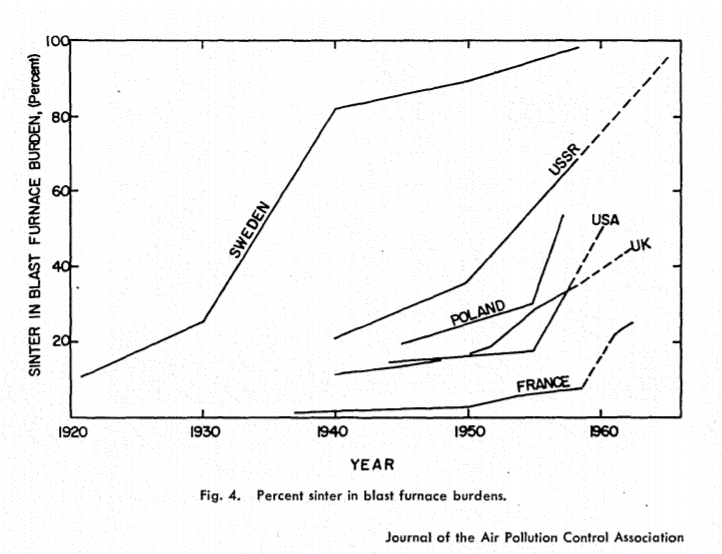 100
80
60
40
20
SINTER IN BLAST FURNACE BURDEN, (Percent)
SWEDEN
USSR
USA
UK
POLAND
FRANCE
1920 1930 1940 1950 1960
YEAR
Fig. 4. Percent sinter in blast furnace burdens.
Journal of the Air Pollution Control Association